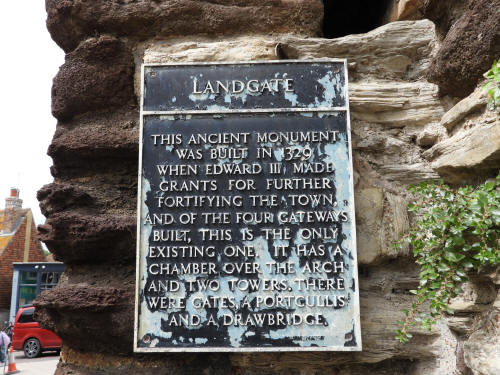 LANDGATE
THIS ANCIENT MONUMENT
WAS BUILT IN 1329
WHEN EDWARD III MADE
GRANTS FOR FURTHER
FORTIFYING THE TOWN,
AND OF THE FOUR GATEWAYS
BUILT, THIS IS THE ONLY
EXISTING ONE. IT HAS A
CHAMBER OVER THE ARCH
AND TWO TOWERS. THERE
WERE GATES, A PORTCULLIS
AND A DRAWBRIDGE.